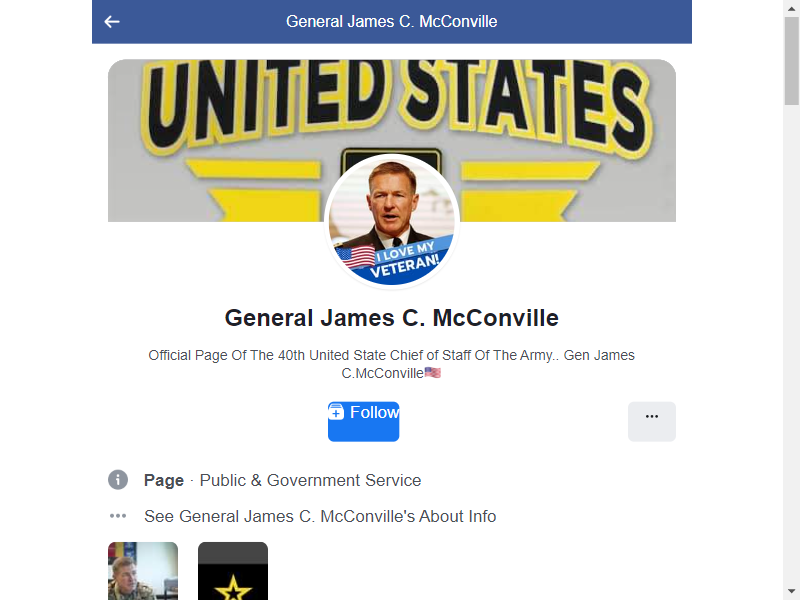 General James C. McConville
UNITED STATES
I LOVE MY
VETERAN!
General James C. McConville
Official Page Of The 40th United State Chief of Staff Of The Army.. Gen James
C.McConville🇺🇸
Follow
Page · Public & Government Service
See General James C. McConville's About Info